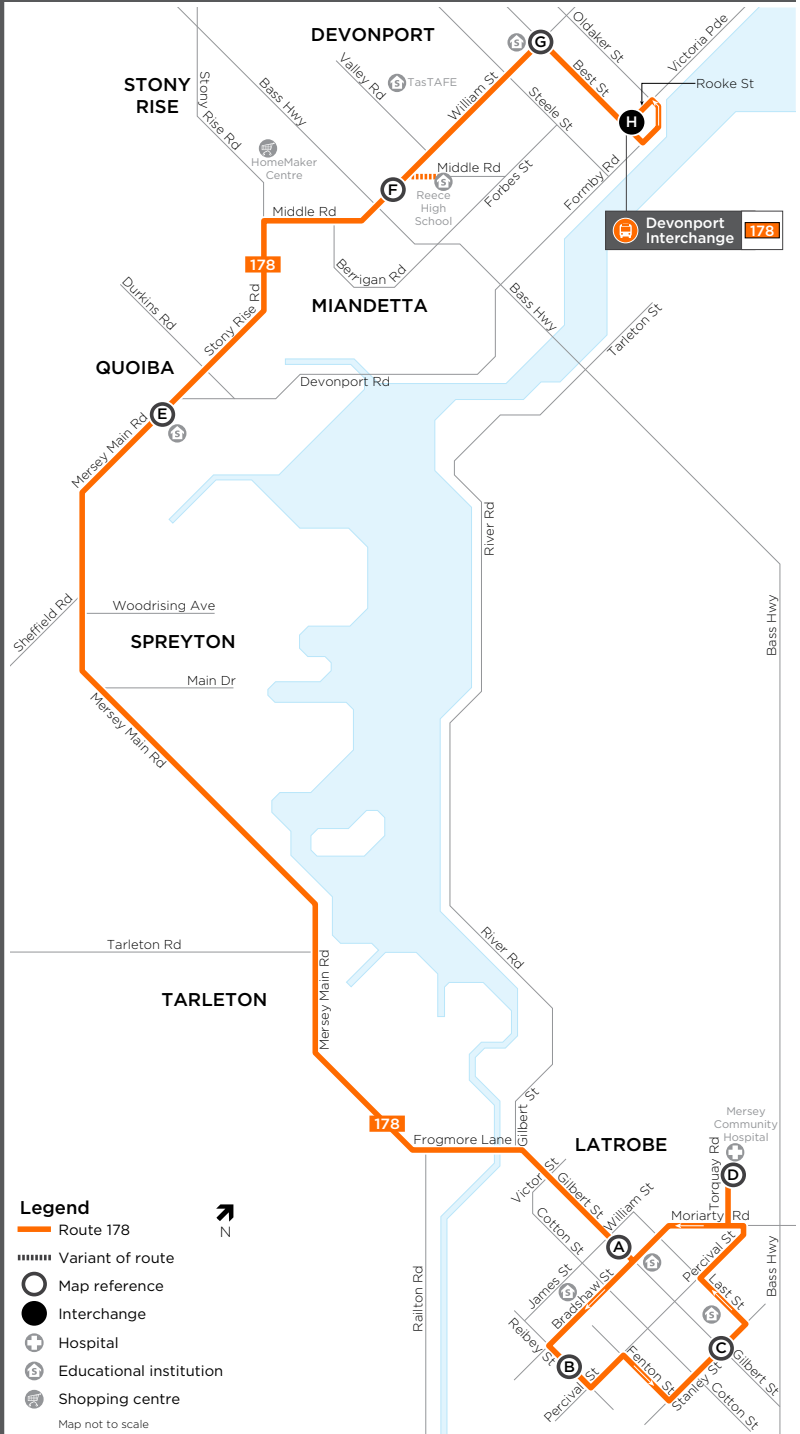 DEVONPORT
G
S
Oldaker St
Victoria Pde
Best St
Rooke St
H
STONY
RISE
Stony Rise Rd
Bass Hwy
Valley Rd
S
TasTAFE
William St
Steele St
HomeMaker
Centre
Middle Rd
F
S
Reece
High
School
Forbes St
Formby Rd
Devonport
Interchange
178
Middle Rd
Berrigan Rd
178
Stony Rise Rd
MIANDETTA
Bass Hwy
Tarleton St
Durkins Rd
QUOIBA
Devonport Rd
E
S
Mersey Main Rd
River Rd
Bass Hwy
Sheffield Rd
Woodrising Ave
SPREYTON
Main Dr
Mersey Main Rd
Tarleton Rd
River Rd
TARLETON
Mersey Main Rd
178
Frogmore Lane
Gilbert St
LATROBE
Mersey
Community
Hospital
D
Torquay Rd
Moriarty Rd
Victor St
Gilbert St
William St
Cotton St
A
S
Percival St
James St
S
Bradshaw St
Last St
Bass Hwy
Railton Rd
Reibey St
B
Percival St
Fenton St
S
C
Stanley St
Gilbert St
Cotton St
Legend
N
Route 178
Variant of route
Map reference
Interchange
Hospital
S
Educational institution
Shopping centre
Map not to scale